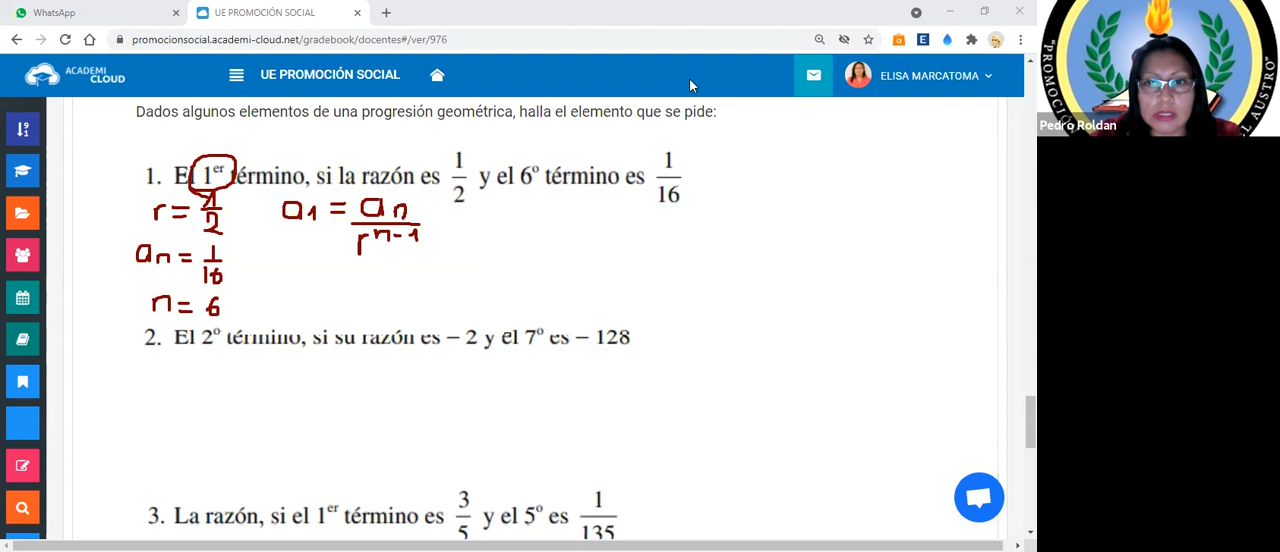 WhatsApp
UE PROMOCIÓN SOCIAL
promocionsocial.academi-cloud.net/gradebook/docentes#/ver/976
ACADEMI
CLOUD
UE PROMOCIÓN SOCIAL
ELISA MARCATOMA
Dados algunos elementos de una progresión geométrica, halla el elemento que se pide:
1. El 1er término, si la razón es 1/2 y el 6º término es 1/16
r = 1/2
a1 = an/r^n-1
an = 1/16
n = 6
2. El 2º término, si su razón es − 2 y el 7º es − 128
3. La razón, si el 1er término es 3/5 y el 5º es 1/135
Pedro Roldan
"PROMOC
AUSTRO"